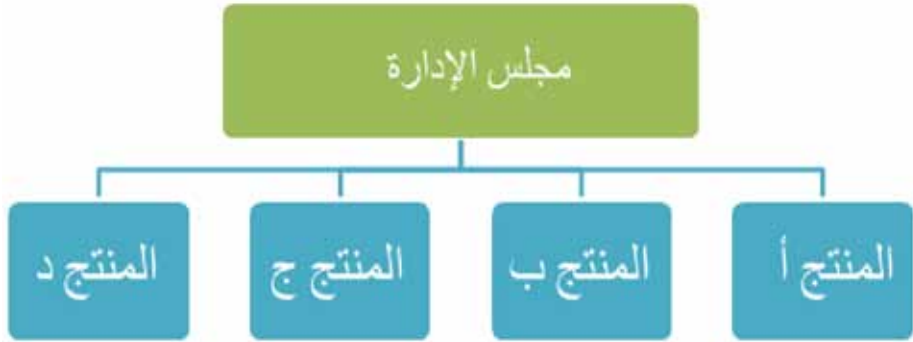 مجلس الإدارة
المنتج أ
المنتج ب
المنتج ج
المنتج د